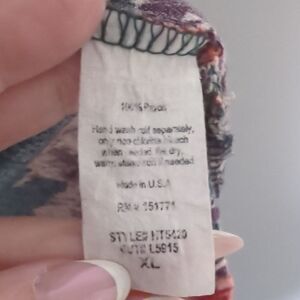 100% Rayon
Hand wash cold separately,
only non chlorine bleach
when needed, line dry,
warm steam iron if needed
Made in U.S.A
RN # 151771
STYLE# HT5420
CUT# L5915
XL